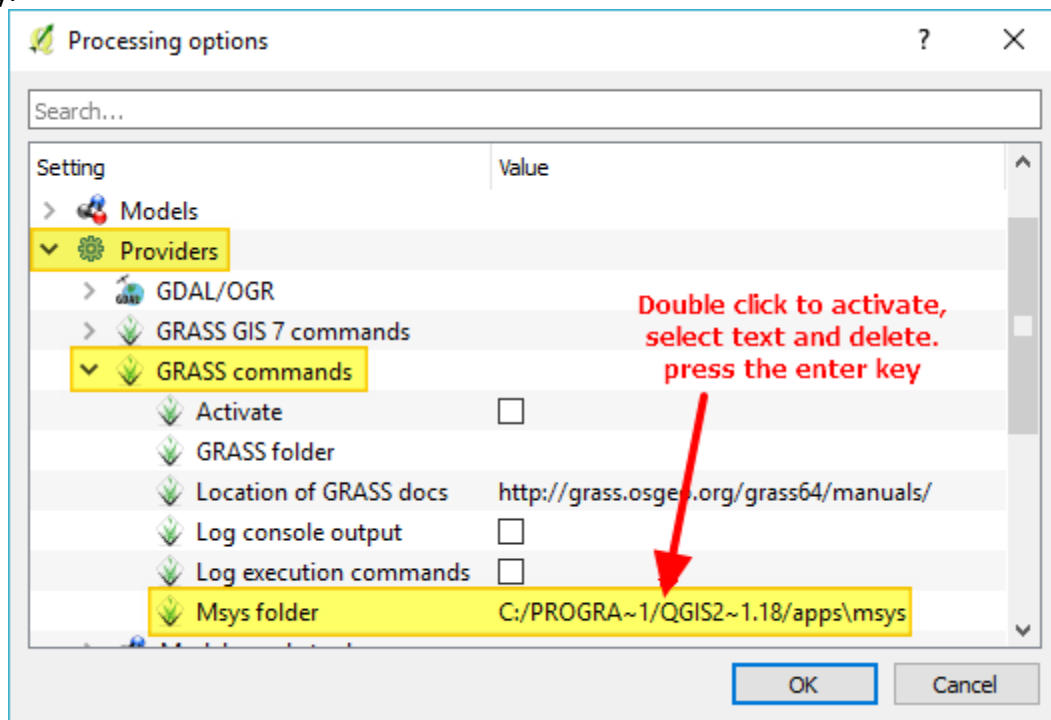 y.
Processing options ? ×
Search...
Setting Value
Models
Providers
GDAL/OGR
GRASS GIS 7 commands
GRASS commands
Activate
GRASS folder
Location of GRASS docs http://grass.osgeo.org/grass64/manuals/
Log console output
Log execution commands
Msys folder C:/PROGRA~1/QGIS2~1.18/apps\msys
Double click to activate,
select text and delete.
press the enter key
OK Cancel